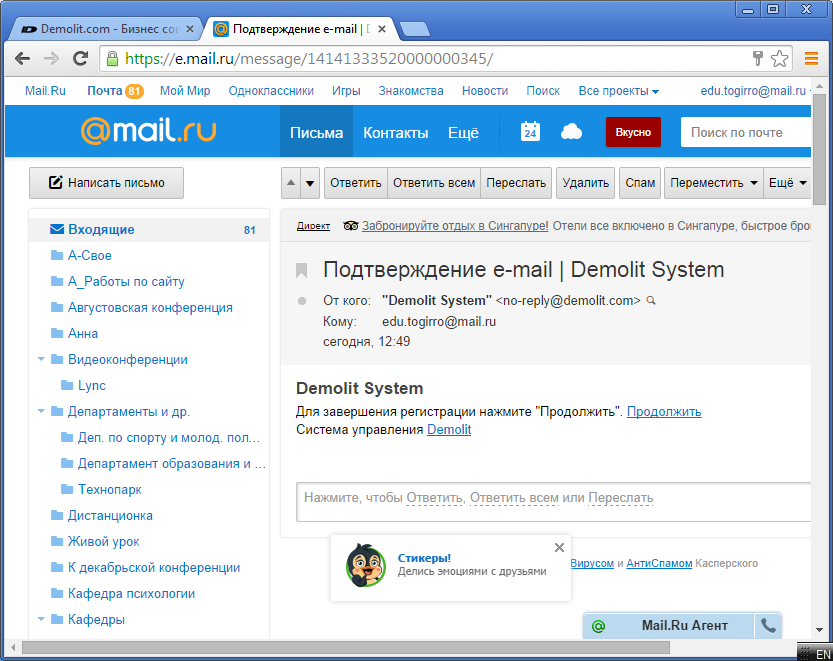 Demolit.com - Бизнес со
Подтверждение e-mail | D
https://e.mail.ru/message/14141333520000000345/
Mail.Ru Почта 81 Мой Мир Одноклассники Игры Знакомства Новости Поиск Все проекты edu.togirro@mail.ru
@mail.ru Письма Контакты Ещё 24 Вкусно Поиск по почте
Написать письмо
Ответить Ответить всем Переслать Удалить Спам Переместить Ещё
Входящие 81
А-Свое
А_Работы по сайту
Августовская конференция
Анна
Видеоконференции
Lync
Департаменты и др.
Деп. по спорту и молод. пол...
Департамент образования и ...
Технопарк
Дистанционка
Живой урок
К декабрьской конференции
Кафедра психологии
Кафедры
Директ Забронируйте отдых в Сингапуре! Отели все включено в Сингапуре, быстрое брон
Подтверждение e-mail | Demolit System
От кого: "Demolit System" <no-reply@demolit.com>
Кому: edu.togirro@mail.ru
сегодня, 12:49
Demolit System
Для завершения регистрации нажмите "Продолжить". Продолжить
Система управления Demolit
Нажмите, чтобы Ответить, Ответить всем или Переслать
Стикеры!
Делись эмоциями с друзьями
Вирусом и АнтиСпамом Касперского
Mail.Ru Агент
EN